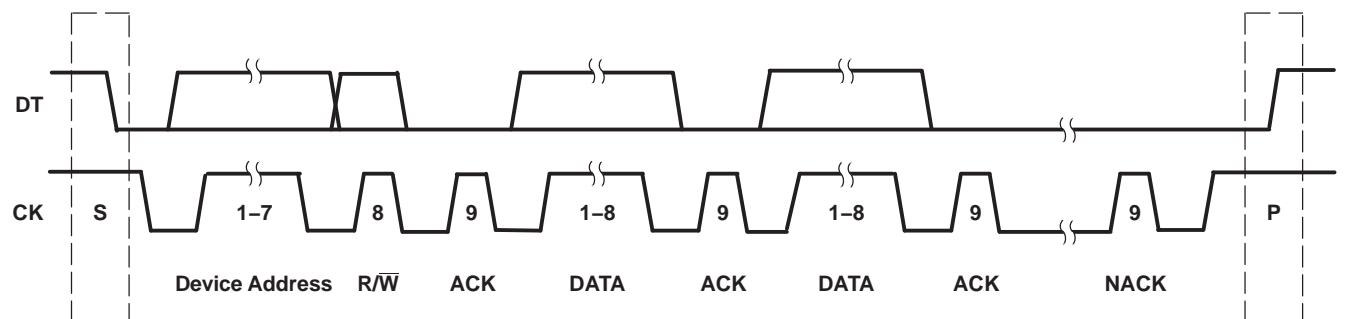 DT
CK S 1–7 8 9 1–8 9 1–8 9 9 P
Device Address R/W̅ ACK DATA ACK DATA ACK NACK